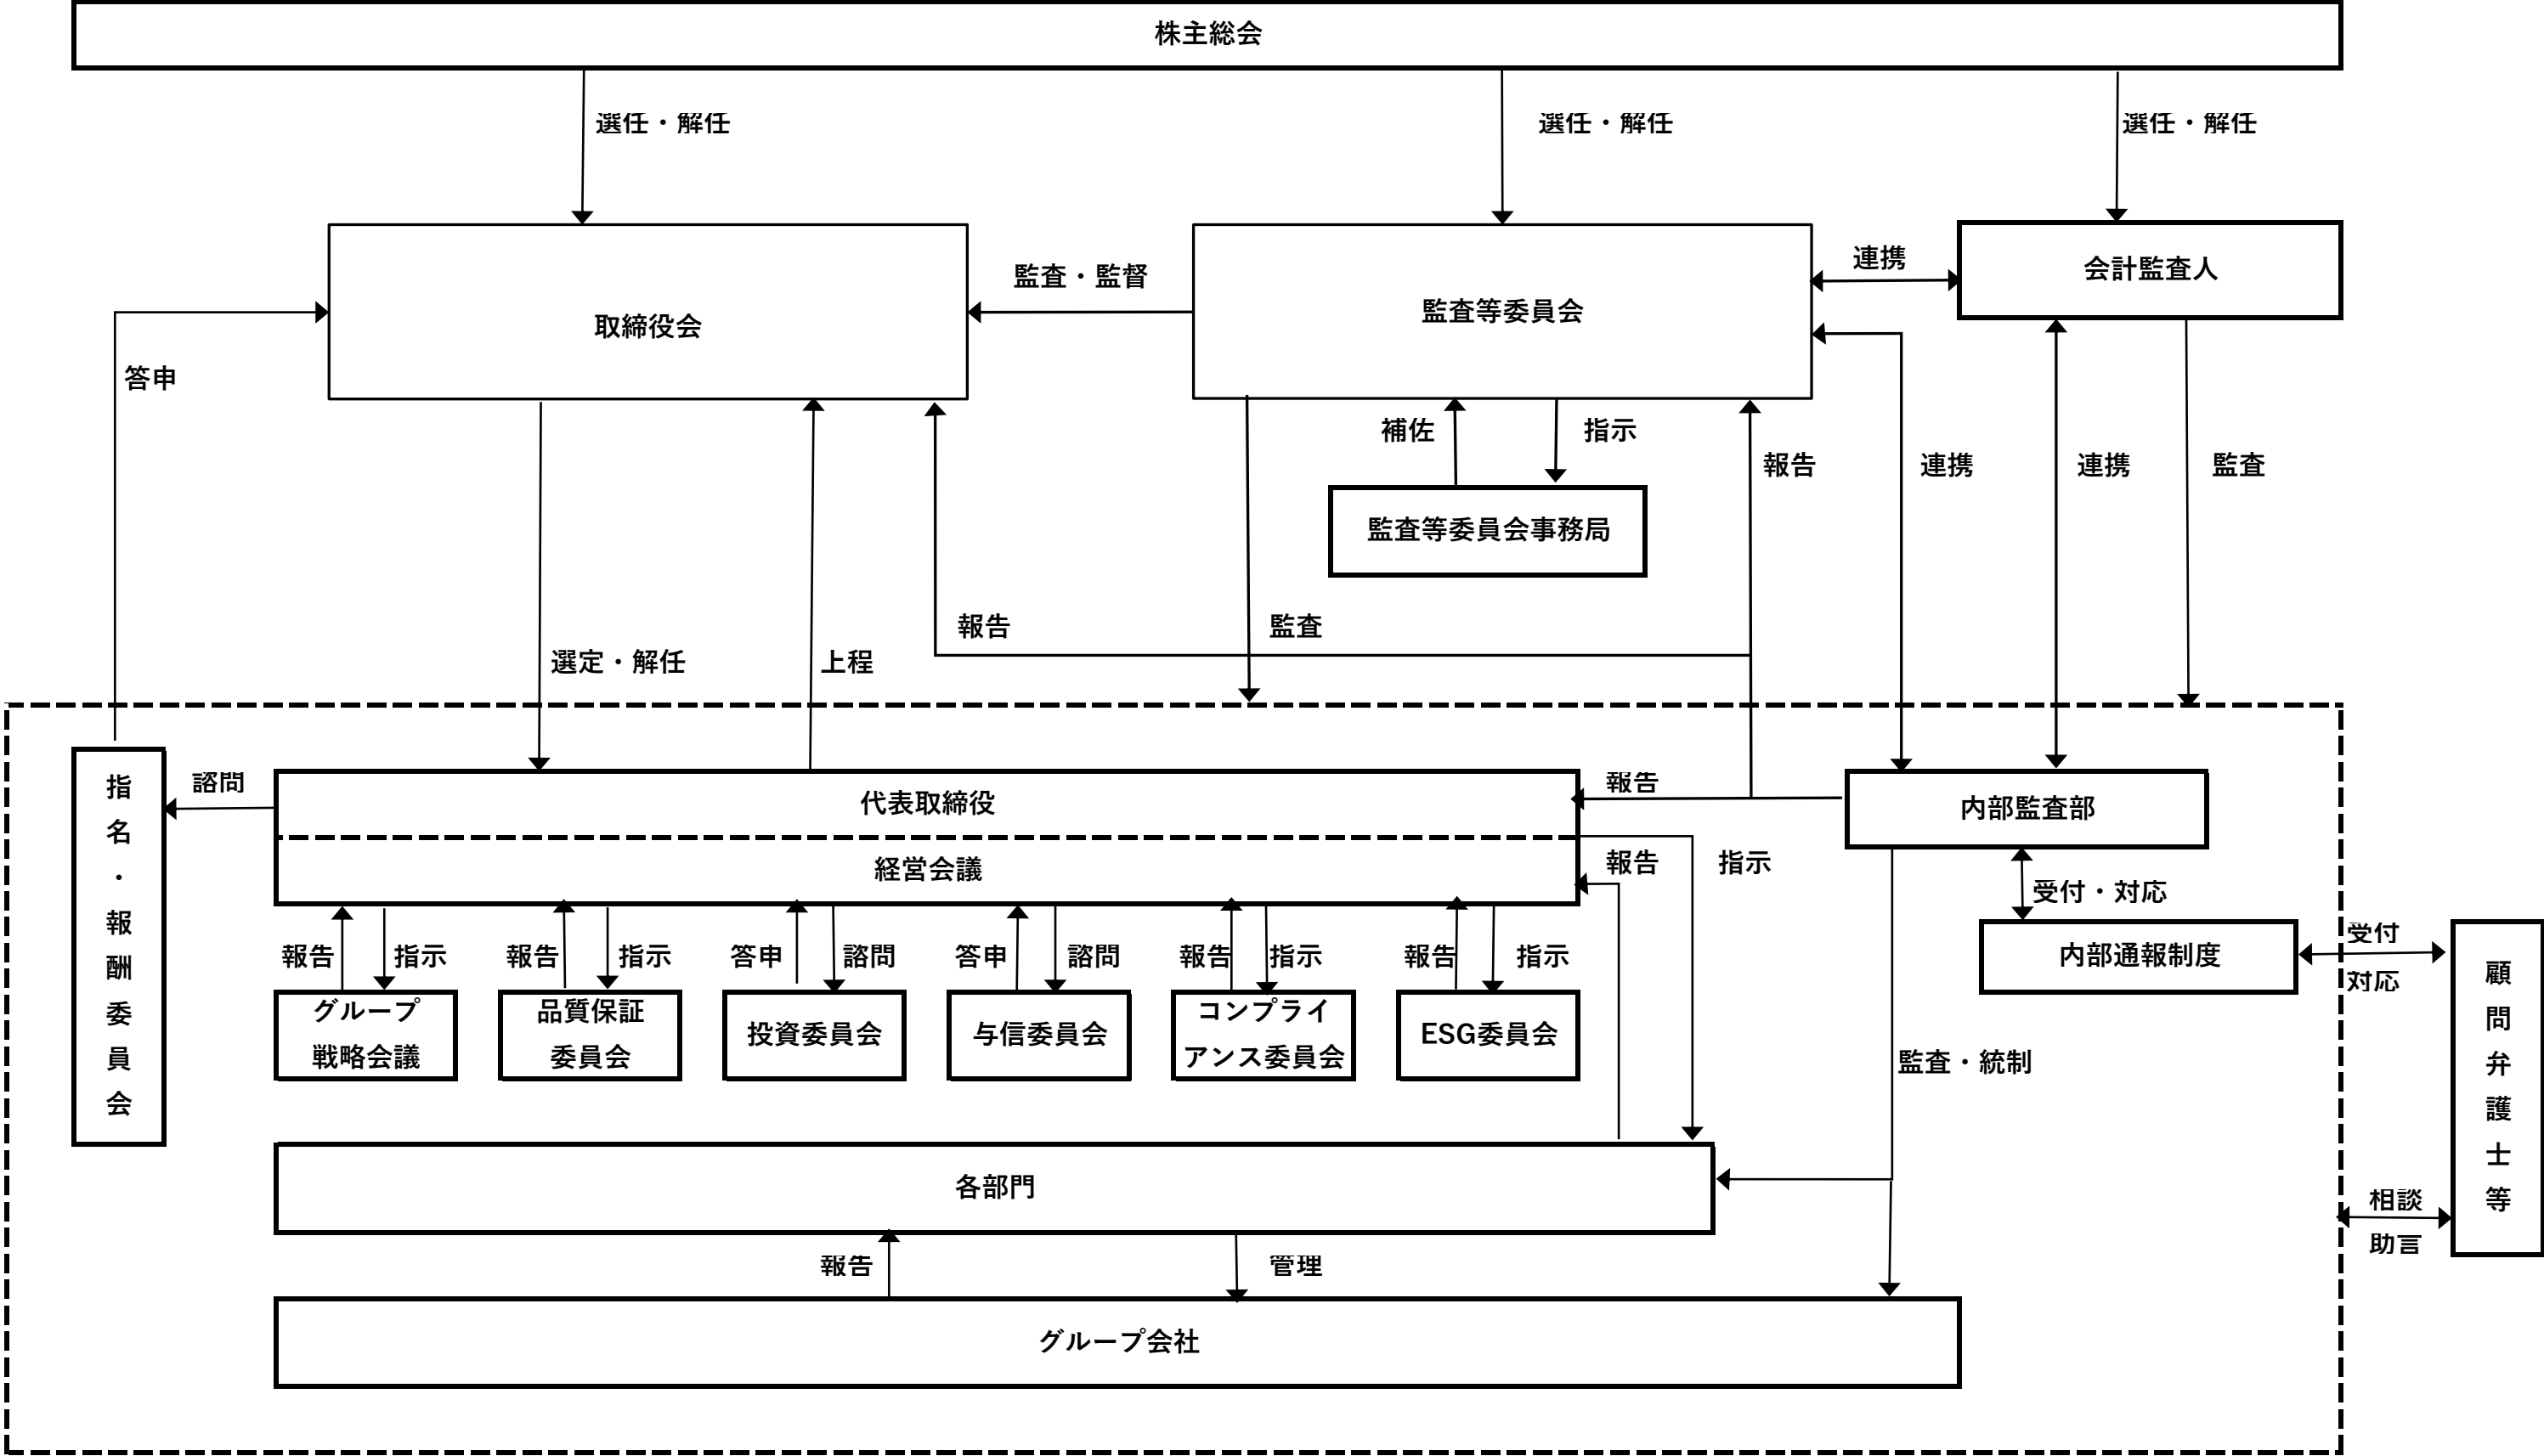 株主総会
選任・解任
選任・解任
選任・解任
取締役会
監査・監督
監査等委員会
連携
会計監査人
答申
補佐
指示
報告
連携
連携
監査
監査等委員会事務局
報告
監査
選定・解任
上程
指名・報酬委員会
諮問
代表取締役
経営会議
報告
内部監査部
報告
指示
受付・対応
内部通報制度
受付
対応
顧問弁護士等
報告
指示
報告
指示
答申
諮問
答申
諮問
報告
指示
報告
指示
グループ
戦略会議
品質保証
委員会
投資委員会
与信委員会
コンプライ
アンス委員会
ESG委員会
監査・統制
各部門
相談
助言
報告
管理
グループ会社